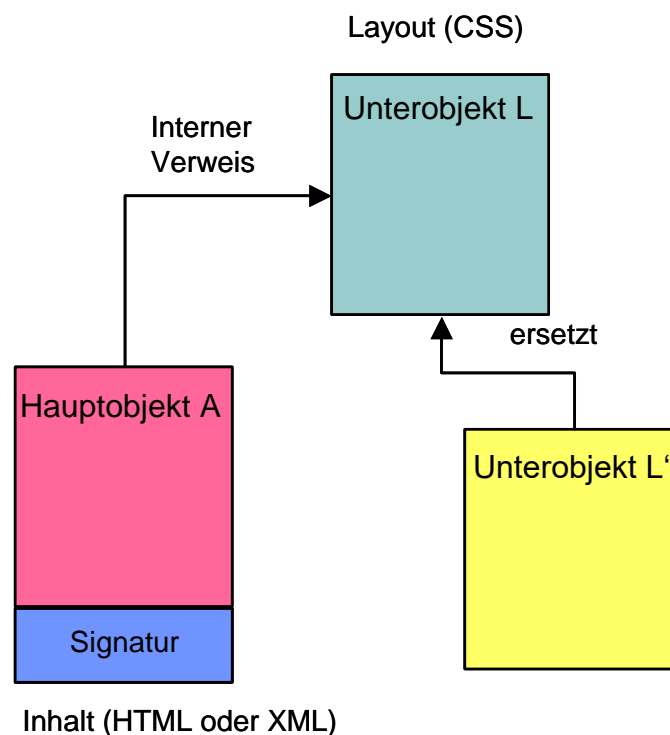 Layout (CSS)
Unterobjekt L
Interner
Verweis
ersetzt
Hauptobjekt A
Unterobjekt L‘
Signatur
Inhalt (HTML oder XML)